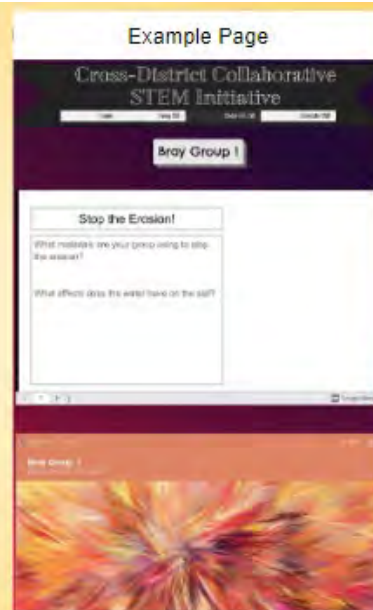 Example Page
Cross-District Collaborative
STEM Initiative
Bray Group 1
Stop the Erosion!
What materials are your group using to stop
the erosion?
What effects does the water have on the soil?
Bray Group 1